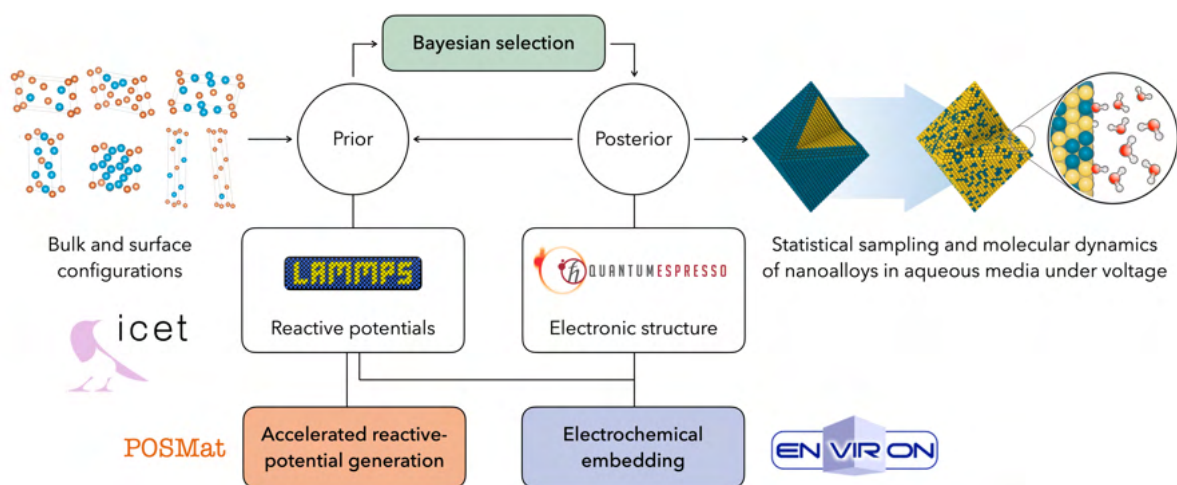 Bayesian selection
Prior
Posterior
Bulk and surface
configurations
LAMMPS
Reactive potentials
ħ QUANTUMESPRESSO
Electronic structure
Statistical sampling and molecular dynamics
of nanoalloys in aqueous media under voltage
icet
POSMat
Accelerated reactive-
potential generation
Electrochemical
embedding
ENVIRON